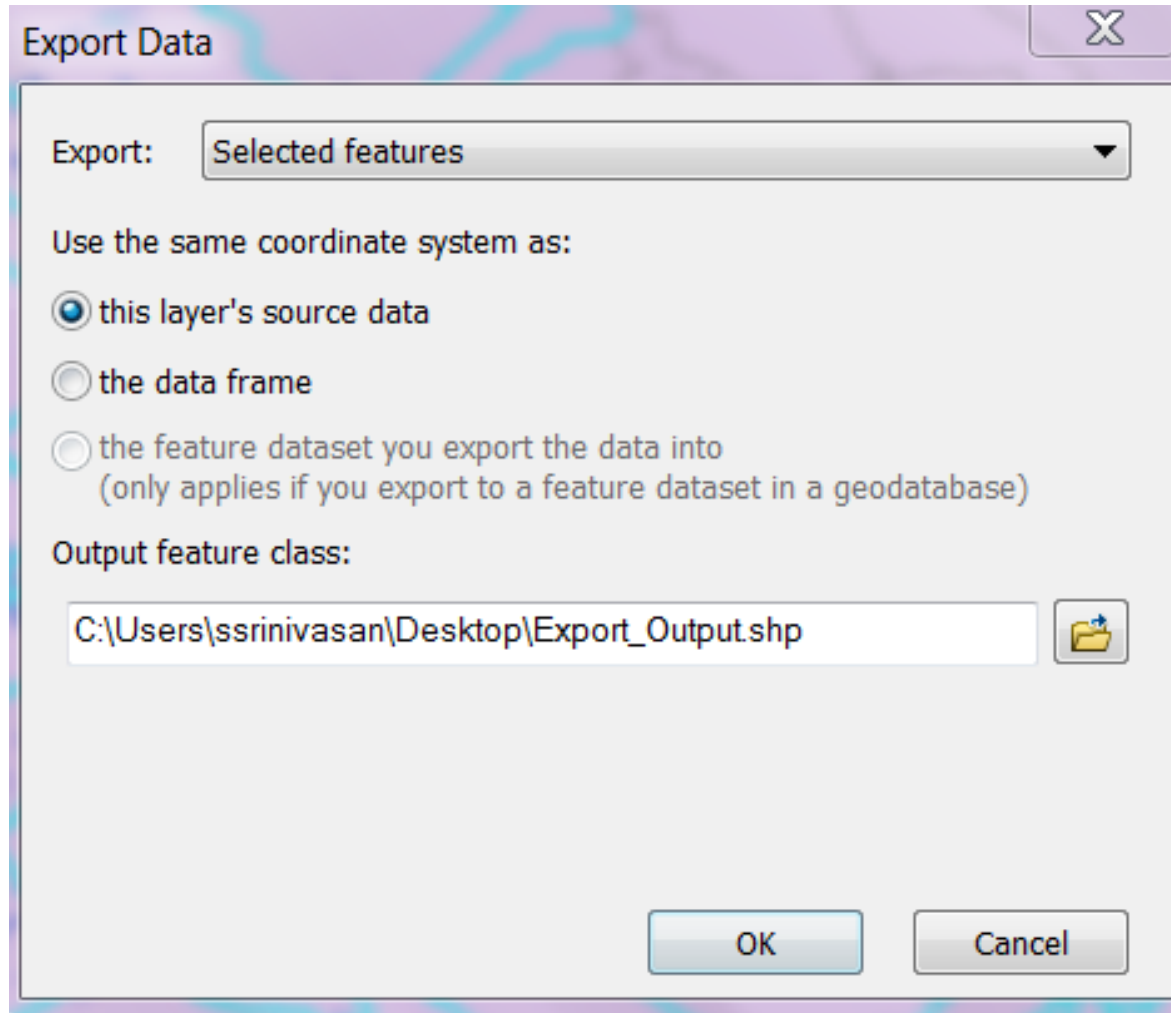 Export Data
Export: Selected features
Use the same coordinate system as:
this layer's source data
the data frame
the feature dataset you export the data into
(only applies if you export to a feature dataset in a geodatabase)
Output feature class:
C:\Users\ssrinivasan\Desktop\Export_Output.shp
OK Cancel